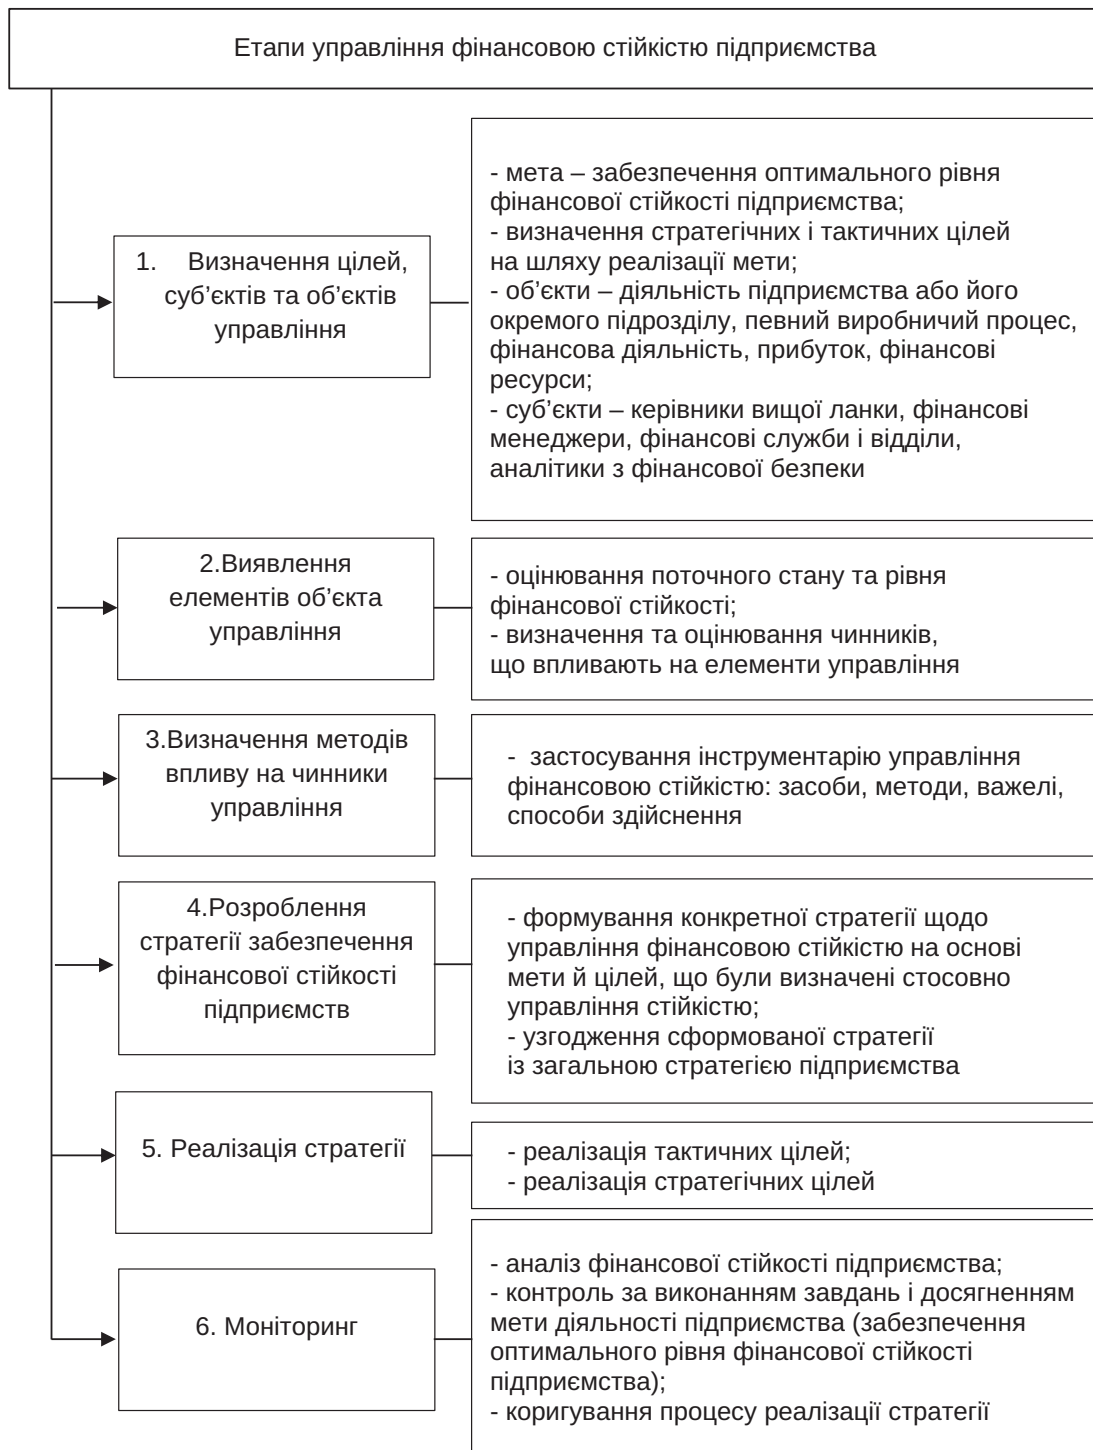 Етапи управління фінансовою стійкістю підприємства
1. Визначення цілей,
суб’єктів та об’єктів
управління
- мета – забезпечення оптимального рівня
фінансової стійкості підприємства;
- визначення стратегічних і тактичних цілей
на шляху реалізації мети;
- об’єкти – діяльність підприємства або його
окремого підрозділу, певний виробничий процес,
фінансова діяльність, прибуток, фінансові
ресурси;
- суб’єкти – керівники вищої ланки, фінансові
менеджери, фінансові служби і відділи,
аналітики з фінансової безпеки
2.Виявлення
елементів об’єкта
управління
- оцінювання поточного стану та рівня
фінансової стійкості;
- визначення та оцінювання чинників,
що впливають на елементи управління
3.Визначення методів
впливу на чинники
управління
- застосування інструментарію управління
фінансовою стійкістю: засоби, методи, важелі,
способи здійснення
4.Розроблення
стратегії забезпечення
фінансової стійкості
підприємств
- формування конкретної стратегії щодо
управління фінансовою стійкістю на основі
мети й цілей, що були визначені стосовно
управління стійкістю;
- узгодження сформованої стратегії
із загальною стратегією підприємства
5. Реалізація стратегії
- реалізація тактичних цілей;
- реалізація стратегічних цілей
6. Моніторинг
- аналіз фінансової стійкості підприємства;
- контроль за виконанням завдань і досягненням
мети діяльності підприємства (забезпечення
оптимального рівня фінансової стійкості
підприємства);
- коригування процесу реалізації стратегії